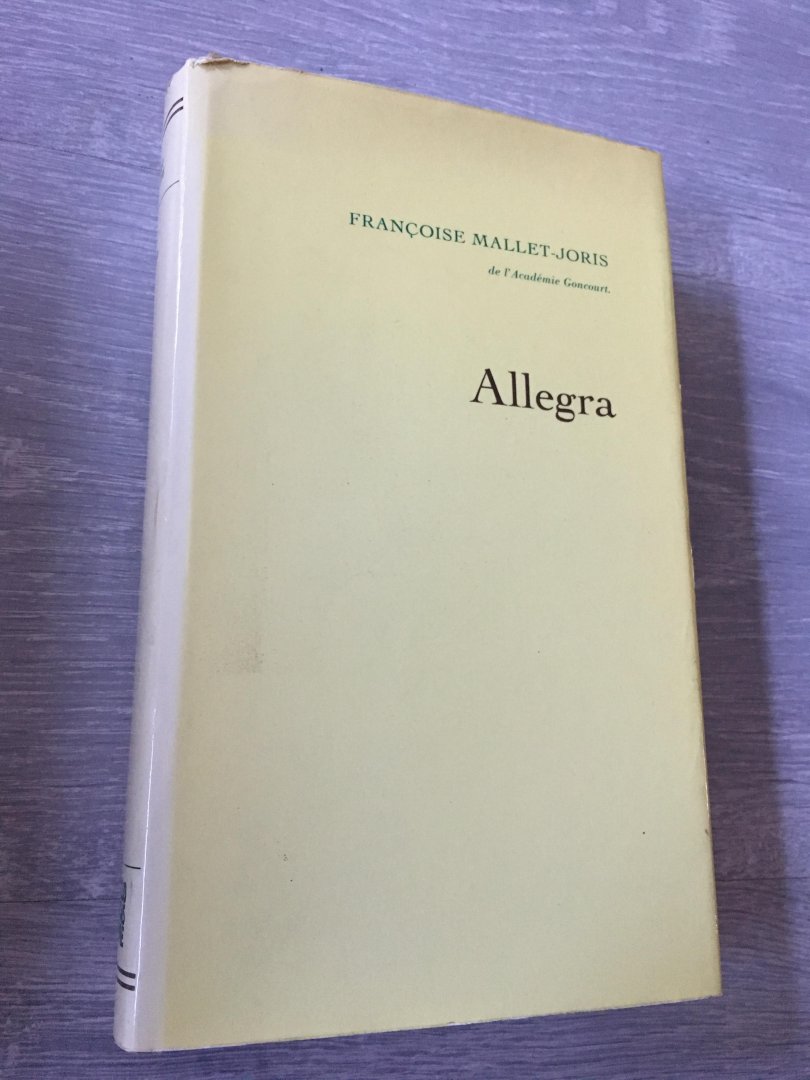 FRANÇOISE MALLET-JORIS
de l'Académie Goncourt.
Allegra